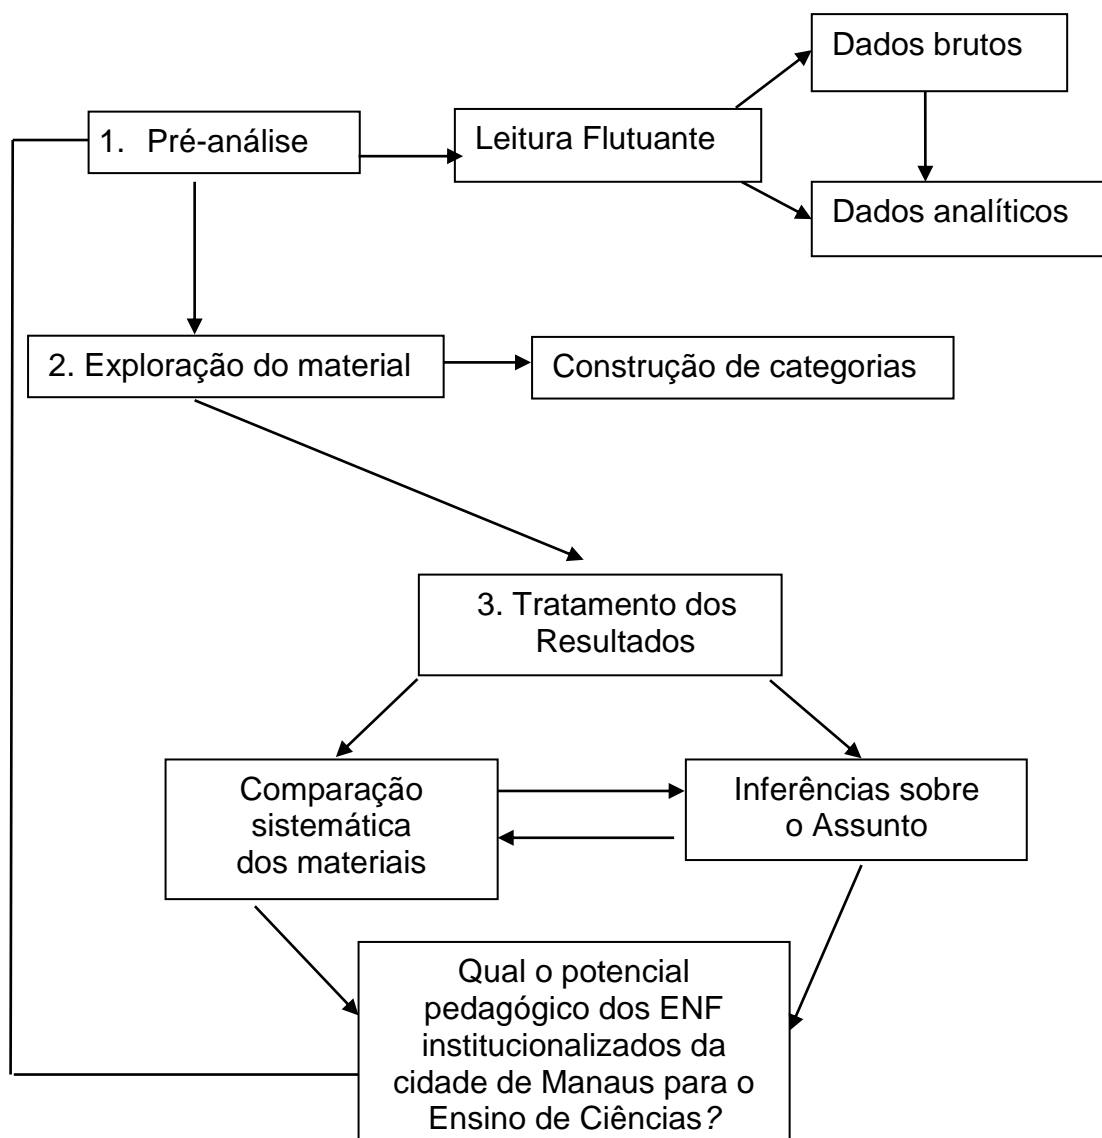 Dados brutos
1. Pré-análise
Leitura Flutuante
Dados analíticos
2. Exploração do material
Construção de categorias
3. Tratamento dos
Resultados
Comparação
sistemática
dos materiais
Inferências sobre
o Assunto
Qual o potencial
pedagógico dos ENF
institucionalizados da
cidade de Manaus para o
Ensino de Ciências?